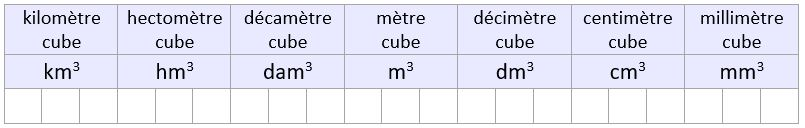 kilomètre hectomètre décamètre mètre décimètre centimètre millimètre
cube cube cube cube cube cube cube
km³ hm³ dam³ m³ dm³ cm³ mm³